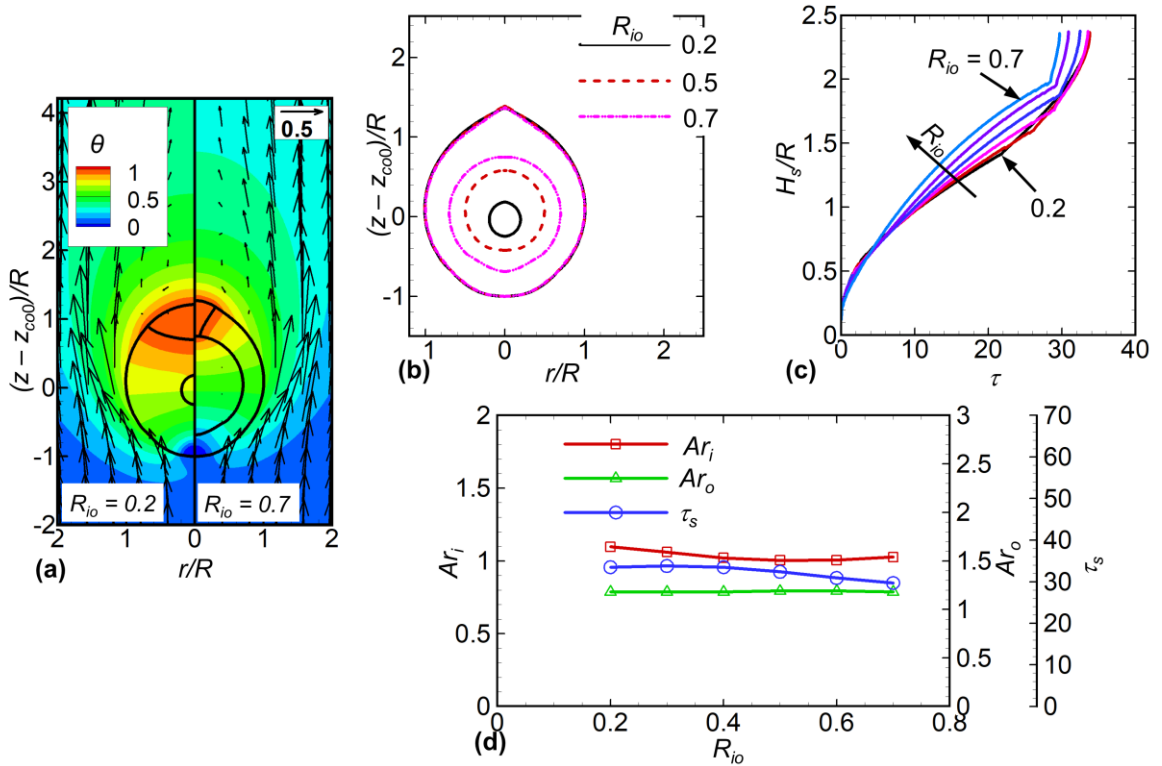 (z – z_co0)/R
4
3
2
1
0
-1
-2
θ
1
0.5
0
0.5
R_io = 0.2
R_io = 0.7
2
1
0
1
2
(a)
r/R
(z – z_co0)/R
2
1
0
-1
R_io
0.2
0.5
0.7
1
0
1
2
(b)
r/R
H_s/R
2.5
2
1.5
1
0.5
0
R_io = 0.7
R_io
0.2
0
10
20
30
40
(c)
τ
Ar_i
2
1.5
1
0.5
0
Ar_i
Ar_o
τ_s
3
2.5
2
1.5
1
0.5
0
Ar_o
70
60
50
40
30
20
10
0
τ_s
0
0.2
0.4
0.6
0.8
(d)
R_io